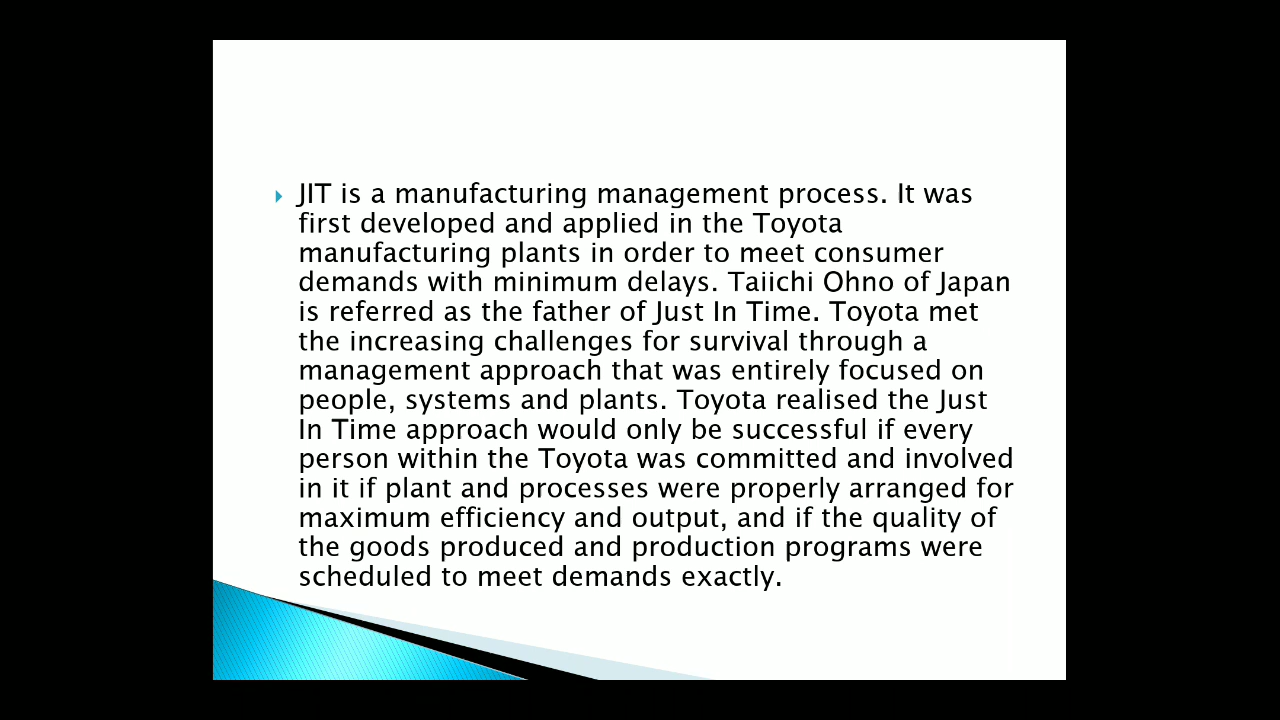 JIT is a manufacturing management process. It was
first developed and applied in the Toyota
manufacturing plants in order to meet consumer
demands with minimum delays. Taiichi Ohno of Japan
is referred as the father of Just In Time. Toyota met
the increasing challenges for survival through a
management approach that was entirely focused on
people, systems and plants. Toyota realised the Just
In Time approach would only be successful if every
person within the Toyota was committed and involved
in it if plant and processes were properly arranged for
maximum efficiency and output, and if the quality of
the goods produced and production programs were
scheduled to meet demands exactly.